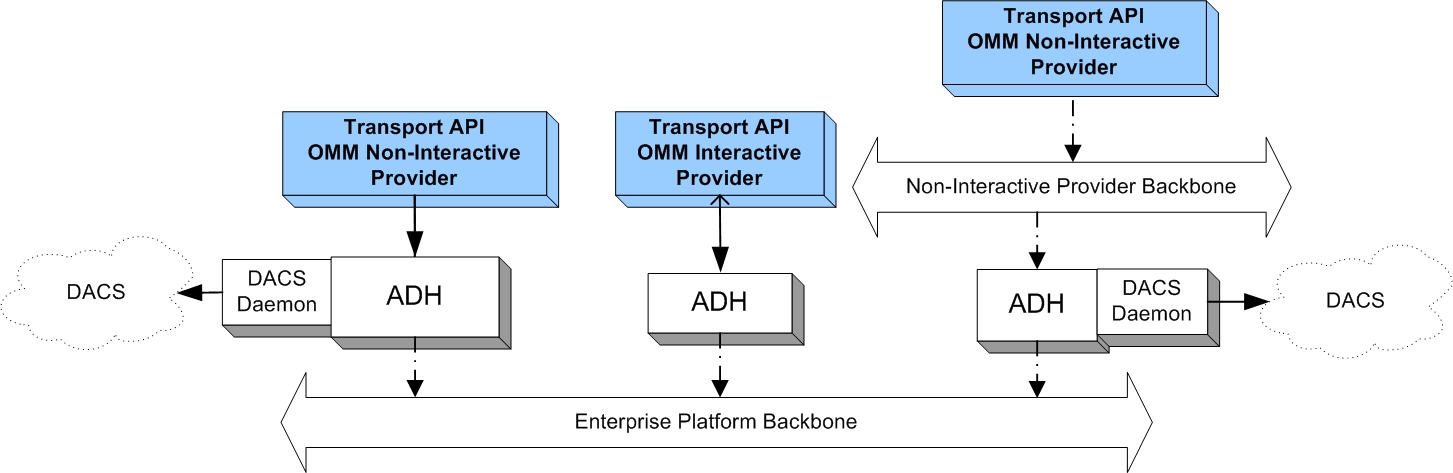 Transport API
OMM Non-Interactive
Provider
Transport API
OMM Non-Interactive
Provider
Transport API
OMM Interactive
Provider
Non-Interactive Provider Backbone
DACS
DACS
Daemon
ADH
ADH
ADH
DACS
Daemon
DACS
Enterprise Platform Backbone